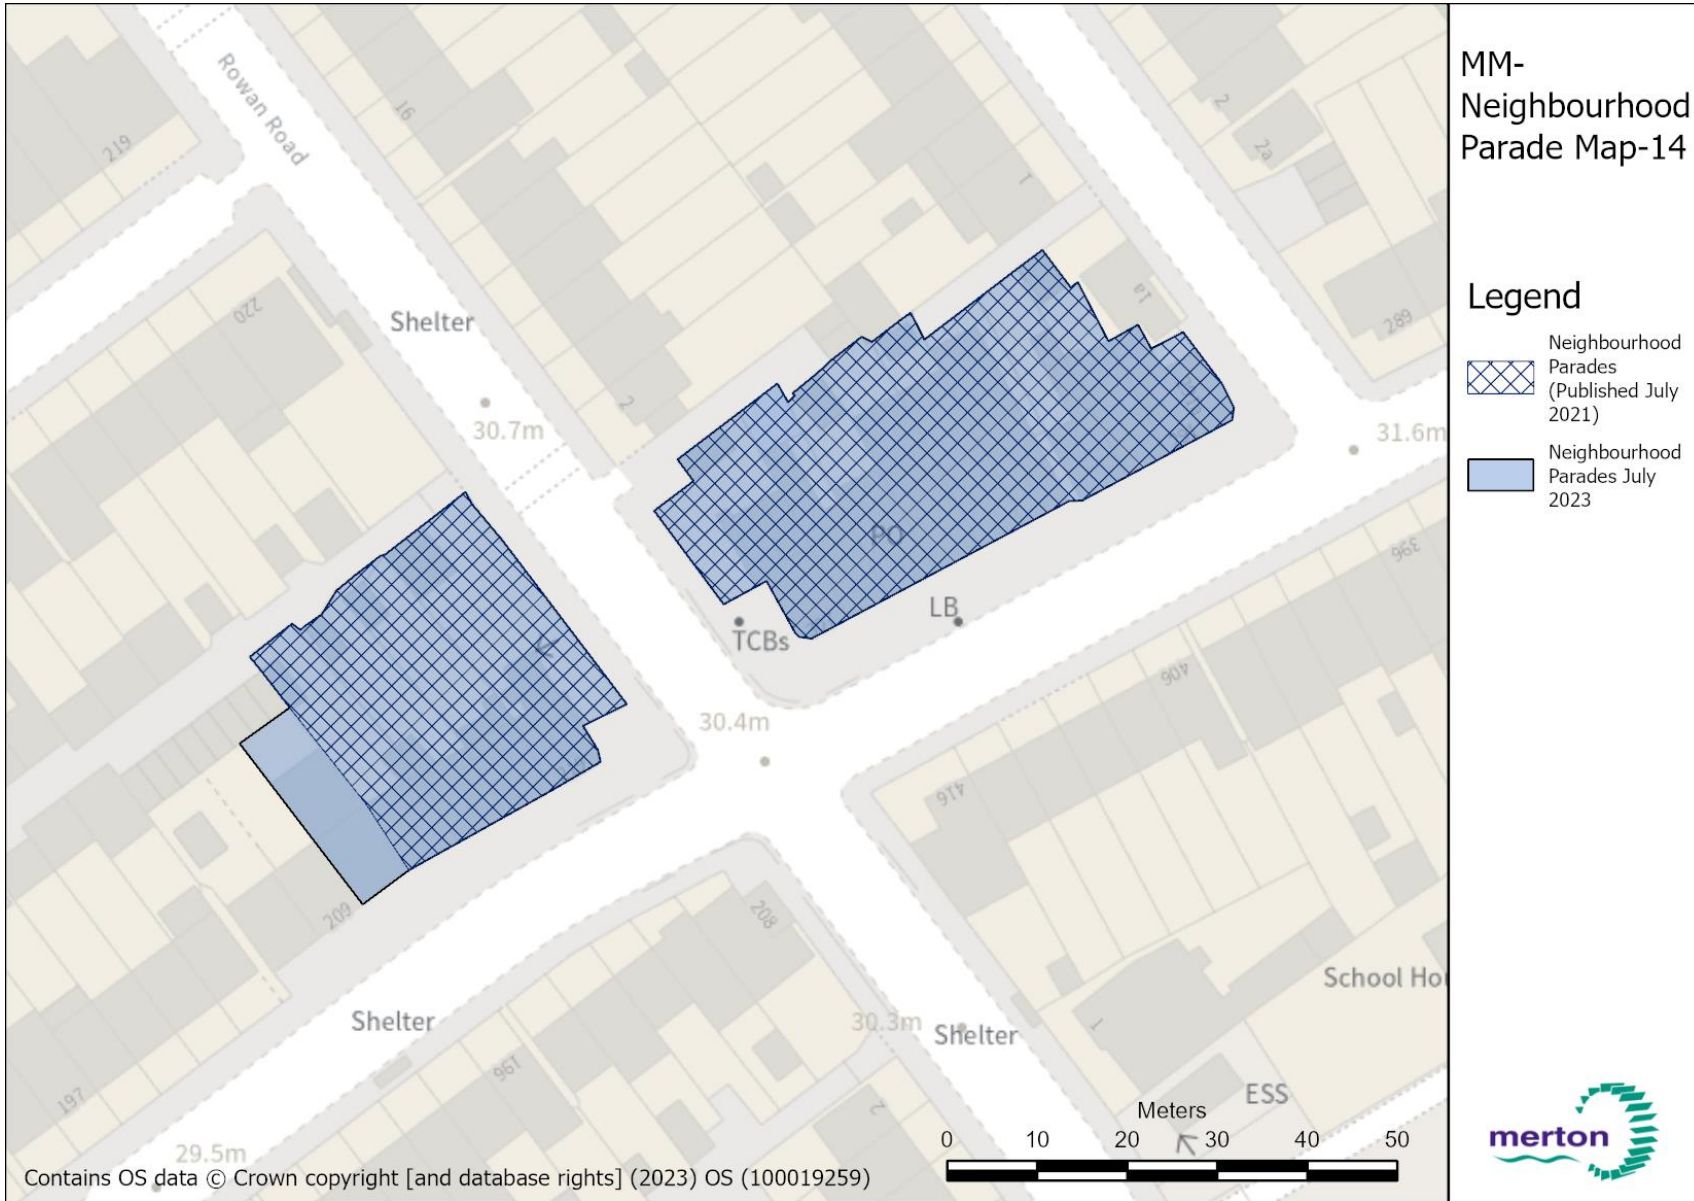 MM-
Neighbourhood
Parade Map-14
Legend
Neighbourhood
Parades
(Published July
2021)
Neighbourhood
Parades July
2023
merton
Rowan Road
219
16
1
2
2a
1a
289
220
Shelter
30.7m
2
31.6m
PO
LB
TCBs
396
406
30.4m
416
209
208
Shelter
196
197
29.5m
30.3m
Shelter
School Ho
1
2
ESS
Meters
0 10 20 30 40 50
Contains OS data © Crown copyright [and database rights] (2023) OS (100019259)